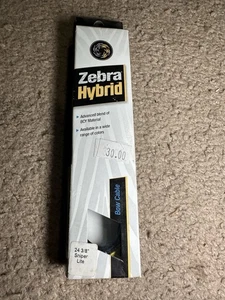 Zebra
Hybrid
• Advanced blend of
BCY Material
• Available in a wide
range of colors
30.00
Bow Cable
24 3/8"
Sniper
Lite